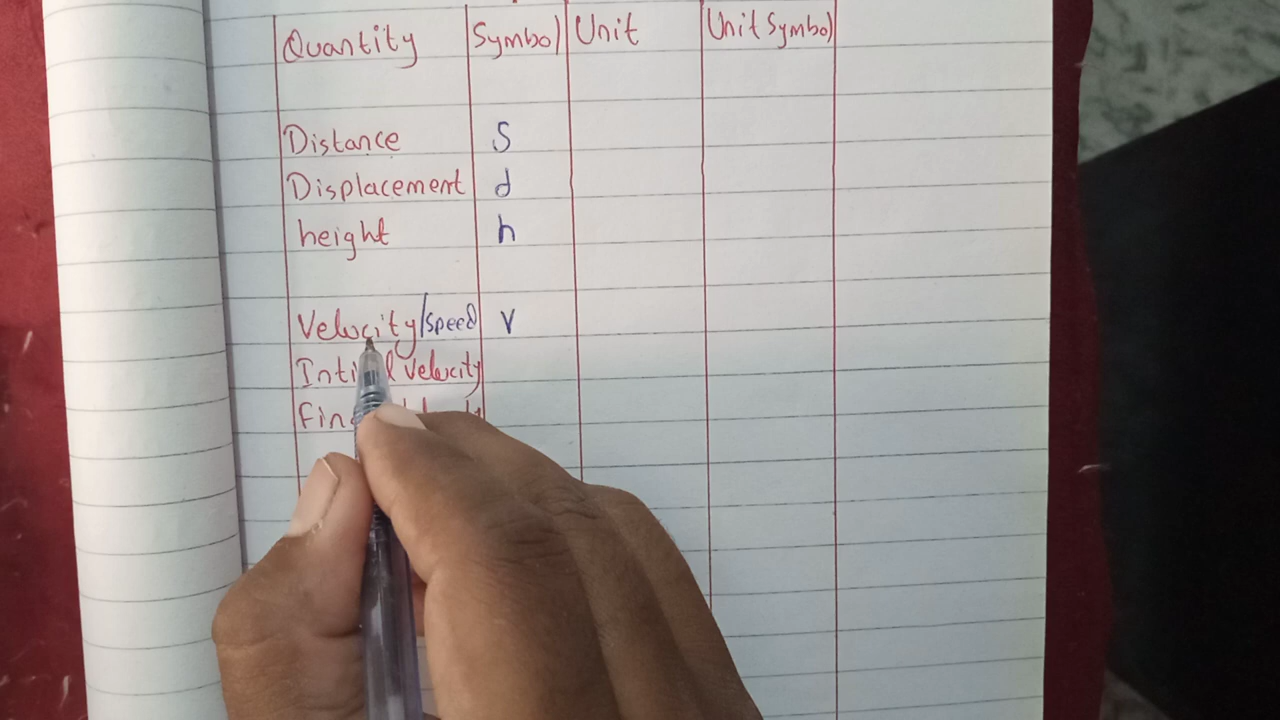 Quantity Symbol Unit Unit Symbol
Distance S
Displacement d
height h
Velocity/speed V
velocity